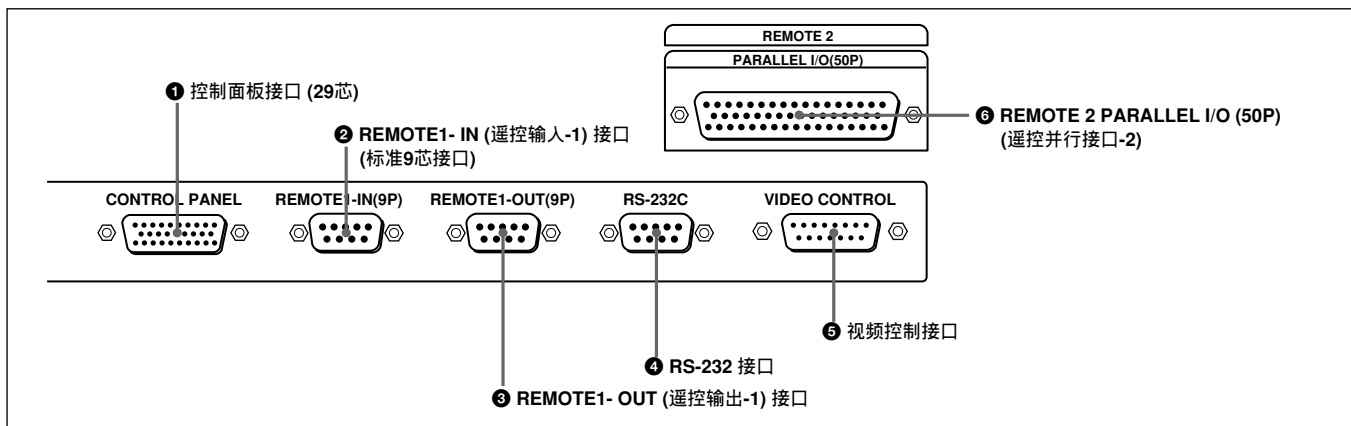 REMOTE 2
PARALLEL I/O(50P)
❶ 控制面板接口 (29芯)
❷ REMOTE1- IN (遥控输人-1) 接口
(标准9芯接口)
❻ REMOTE 2 PARALLEL I/O (50P)
(遥控并行接口-2)
CONTROL PANEL
REMOTE1-IN(9P)
REMOTE1-OUT(9P)
RS-232C
VIDEO CONTROL
❺ 视频控制接口
❹ RS-232 接口
❸ REMOTE1- OUT (遥控输出-1) 接口